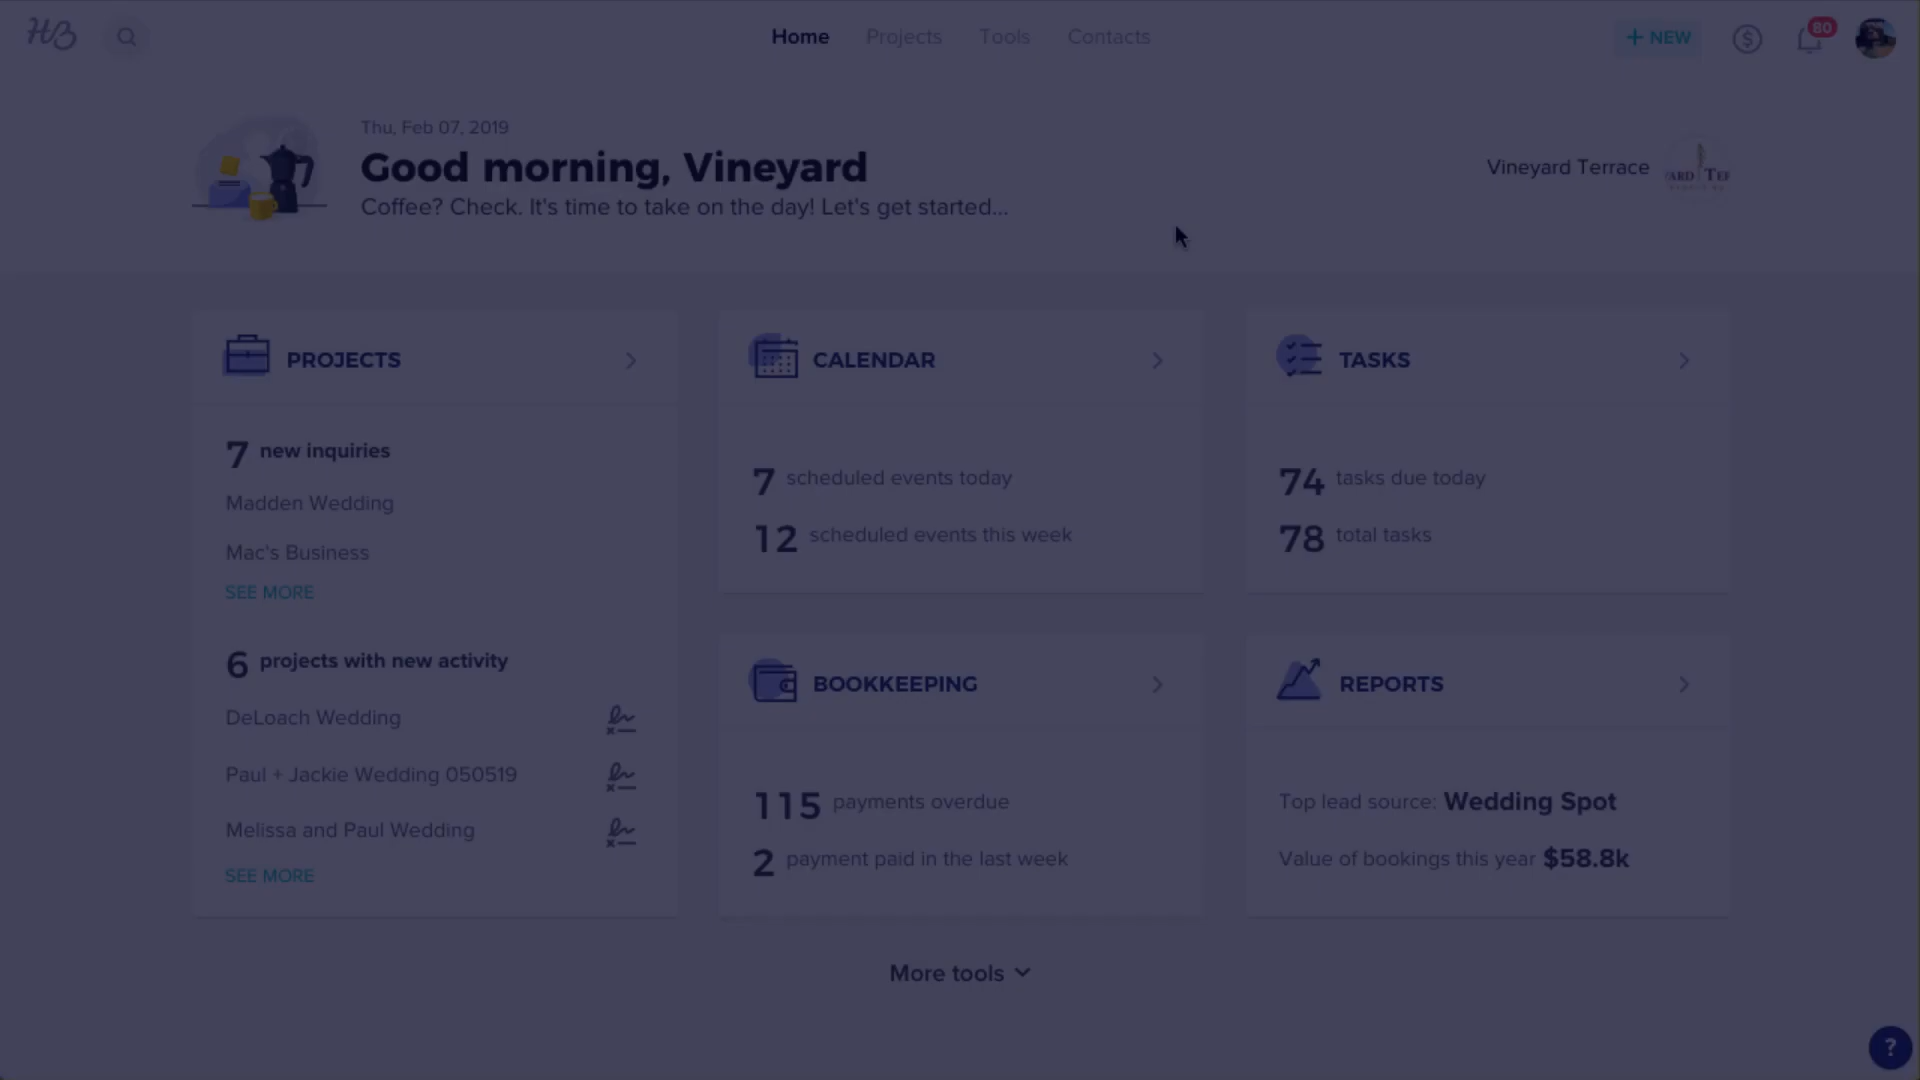 HB
Home Projects Tools Contacts
+ NEW
80
Thu, Feb 07, 2019
Good morning, Vineyard
Coffee? Check. It's time to take on the day! Let's get started...
Vineyard Terrace
PROJECTS
7 new inquiries
Madden Wedding
Mac's Business
SEE MORE
6 projects with new activity
DeLoach Wedding
Paul + Jackie Wedding 050519
Melissa and Paul Wedding
SEE MORE
CALENDAR
7 scheduled events today
12 scheduled events this week
TASKS
74 tasks due today
78 total tasks
BOOKKEEPING
115 payments overdue
2 payment paid in the last week
REPORTS
Top lead source: Wedding Spot
Value of bookings this year $58.8k
More tools
?